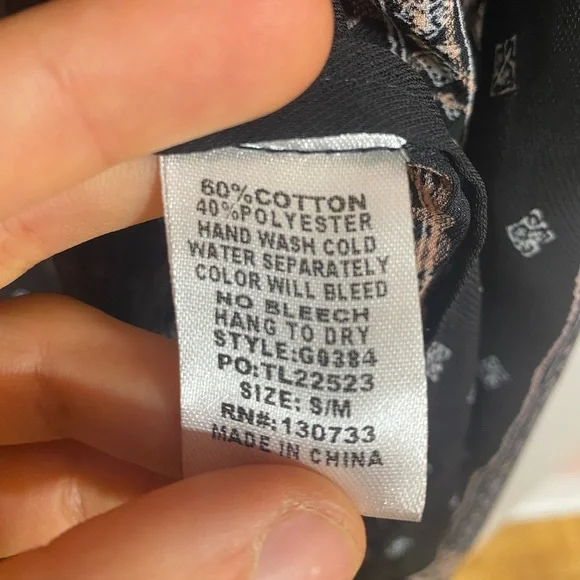 60%COTTON
40%POLYESTER
HAND WASH COLD
WATER SEPARATELY
COLOR WILL BLEED
NO BLEECH
HANG TO DRY
STYLE:G0384
PO:TL22523
SIZE: S/M
RN#:130733
MADE IN CHINA